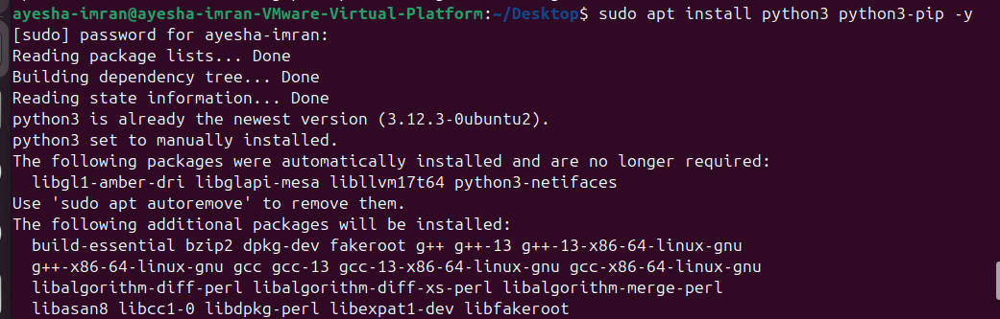 ayesha-imran@ayesha-imran-VMware-Virtual-Platform:~/Desktop$ sudo apt install python3 python3-pip -y
[sudo] password for ayesha-imran:
Reading package lists... Done
Building dependency tree... Done
Reading state information... Done
python3 is already the newest version (3.12.3-0ubuntu2).
python3 set to manually installed.
The following packages were automatically installed and are no longer required:
  libgl1-amber-dri libglapi-mesa libllvm17t64 python3-netifaces
Use 'sudo apt autoremove' to remove them.
The following additional packages will be installed:
  build-essential bzip2 dpkg-dev fakeroot g++ g++-13 g++-13-x86-64-linux-gnu
  g++-x86-64-linux-gnu gcc gcc-13 gcc-13-x86-64-linux-gnu gcc-x86-64-linux-gnu
  libalgorithm-diff-perl libalgorithm-diff-xs-perl libalgorithm-merge-perl
  libasan8 libcc1-0 libdpkg-perl libexpat1-dev libfakeroot